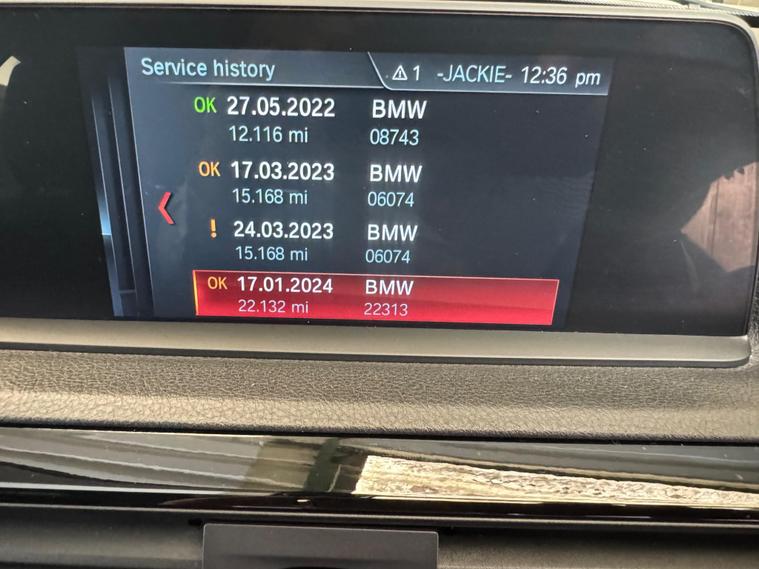 Service history ⚠ 1 -JACKIE- 12:36 pm
OK 27.05.2022 BMW
12.116 mi 08743
OK 17.03.2023 BMW
15.168 mi 06074
! 24.03.2023 BMW
15.168 mi 06074
OK 17.01.2024 BMW
22.132 mi 22313